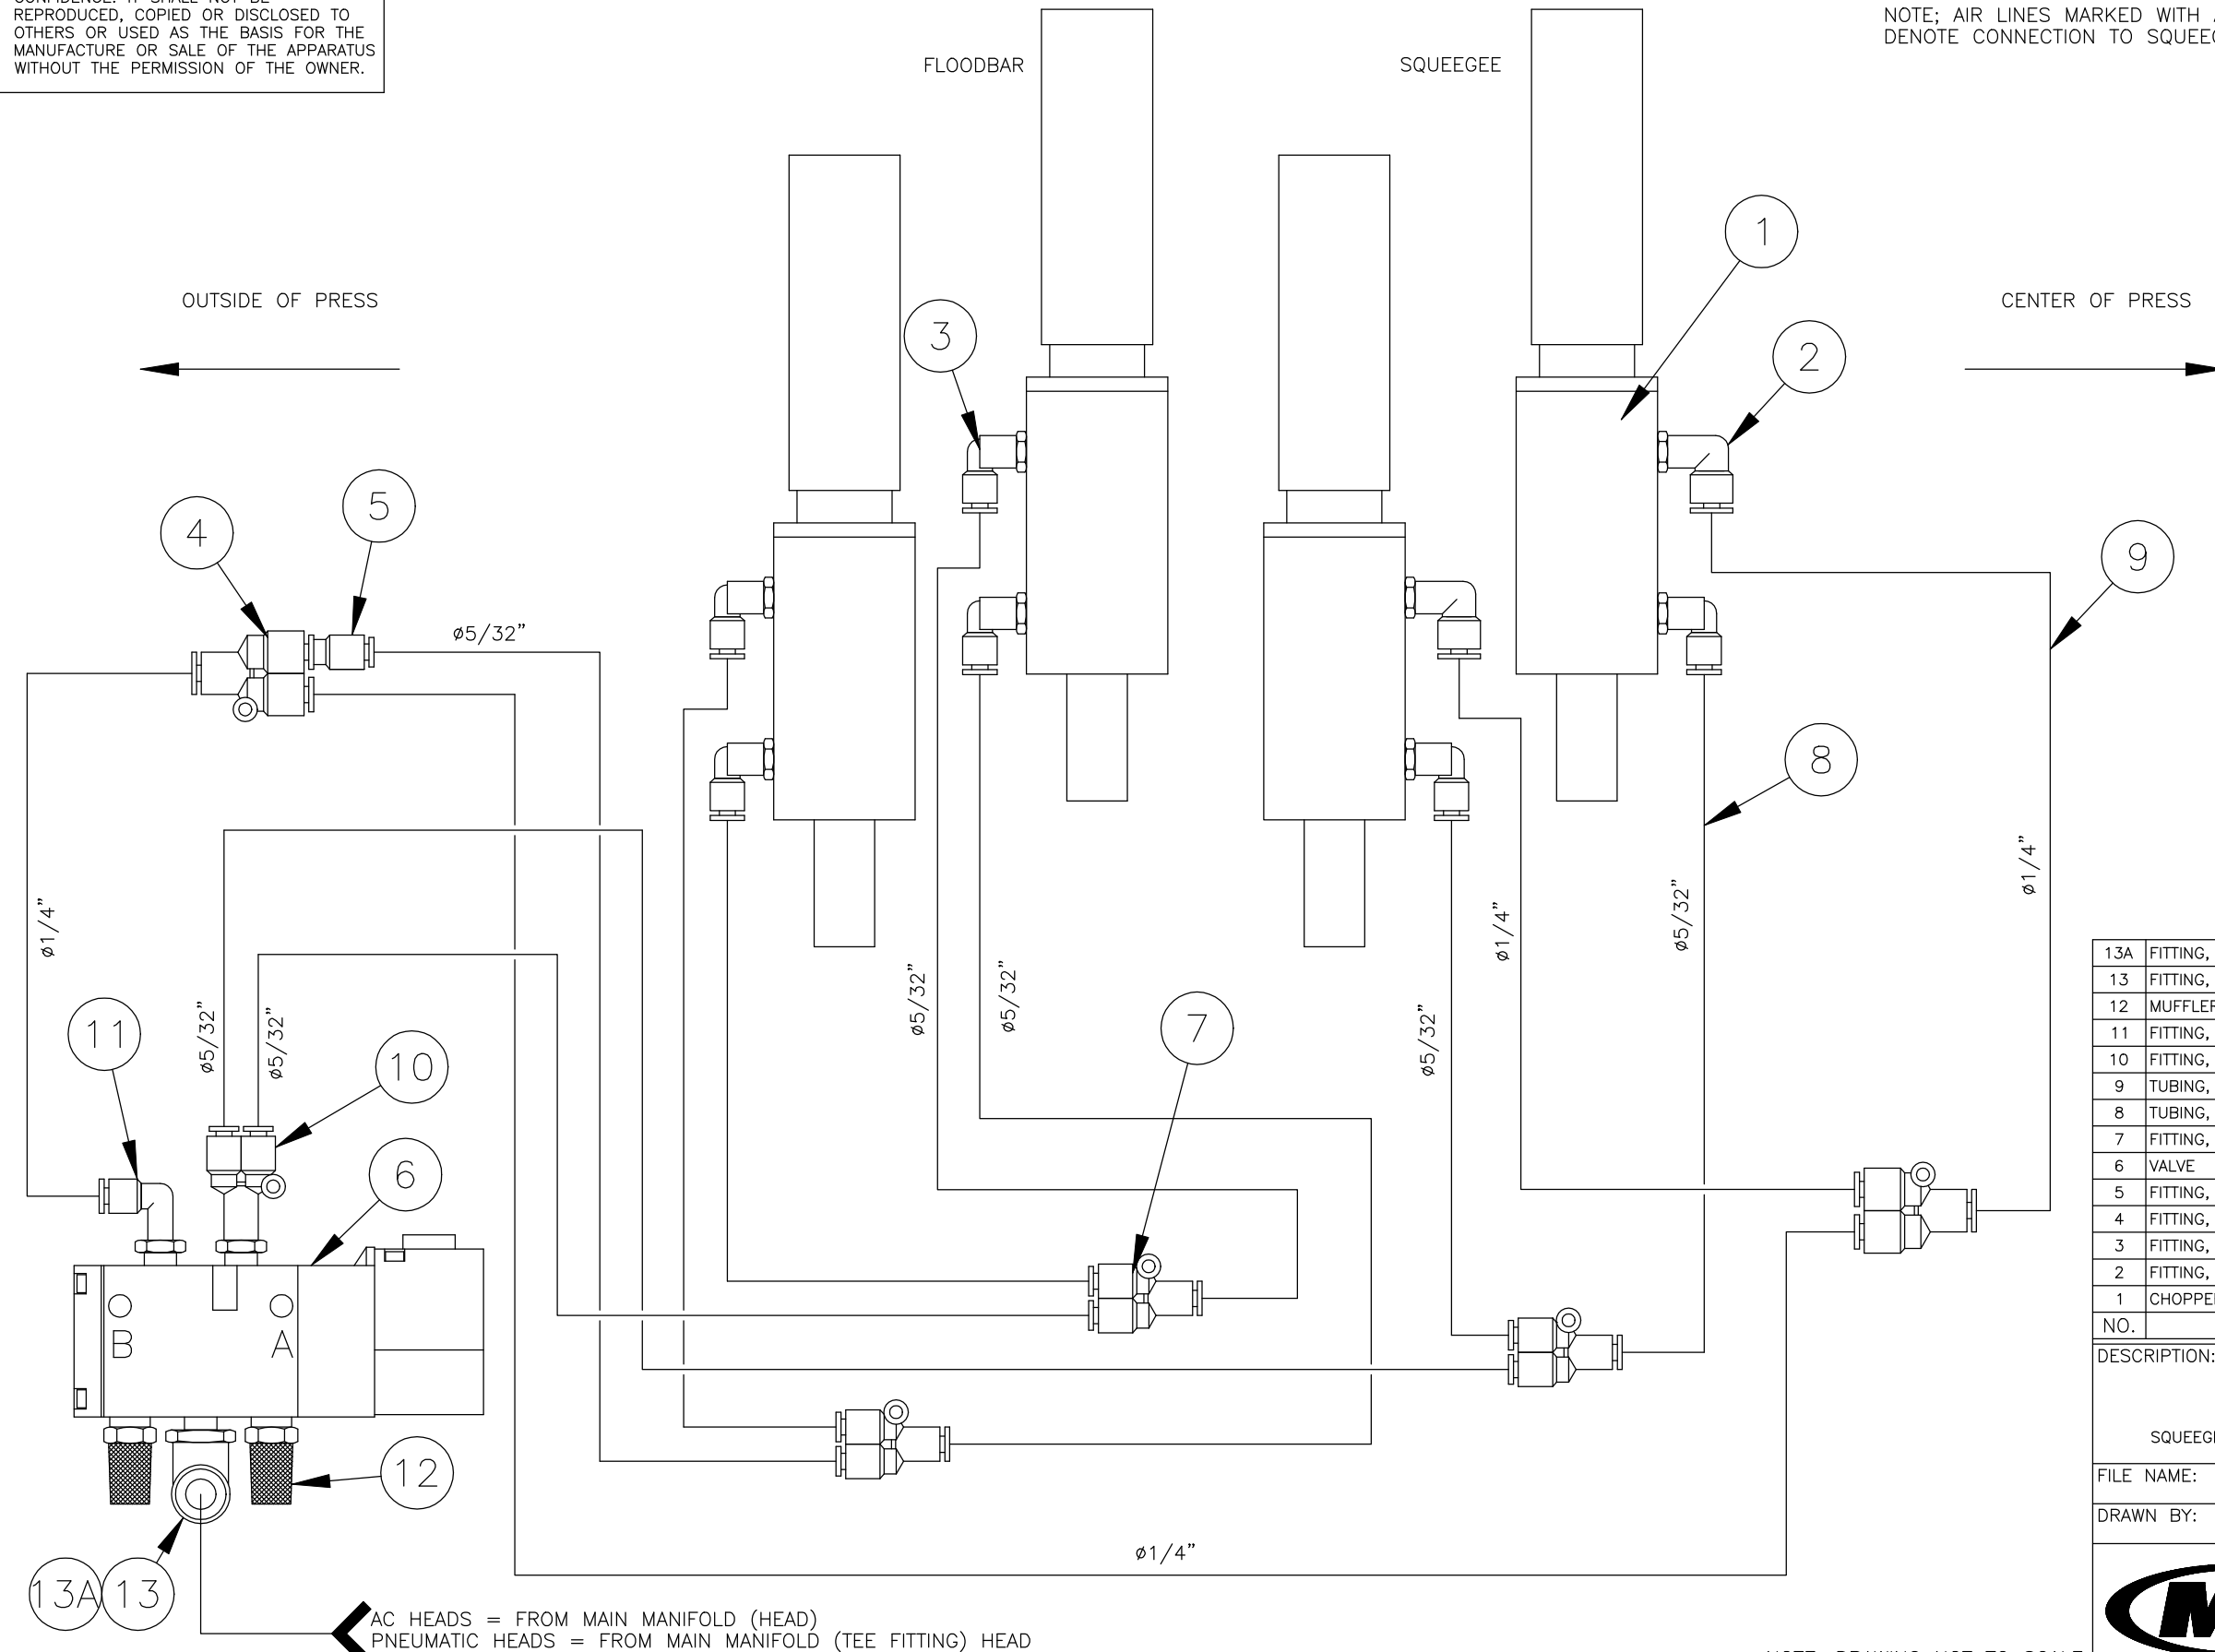 REPRODUCED, COPIED OR DISCLOSED TO
OTHERS OR USED AS THE BASIS FOR THE
MANUFACTURE OR SALE OF THE APPARATUS
WITHOUT THE PERMISSION OF THE OWNER.
NOTE; AIR LINES MARKED WITH
DENOTE CONNECTION TO
FLOODBAR
SQUEEGEE
OUTSIDE OF PRESS
CENTER OF PRESS
1
2
3
4
5
9
8
ø5/32"
ø1/4"
ø5/32"
ø5/32"
ø5/32"
ø5/32"
ø1/4"
ø5/32"
ø5/32"
ø1/4"
11
10
7
6
B
A
12
13A
13
ø1/4"
AC HEADS = FROM MAIN MANIFOLD (HEAD)
PNEUMATIC HEADS = FROM MAIN MANIFOLD (TEE FITTING) HEAD
13A FITTING,
13 FITTING,
12 MUFFLER
11 FITTING,
10 FITTING,
9 TUBING,
8 TUBING,
7 FITTING,
6 VALVE
5 FITTING,
4 FITTING,
3 FITTING,
2 FITTING,
1
NO.
DESCRIPTION:
FILE NAME:
DRAWN BY: